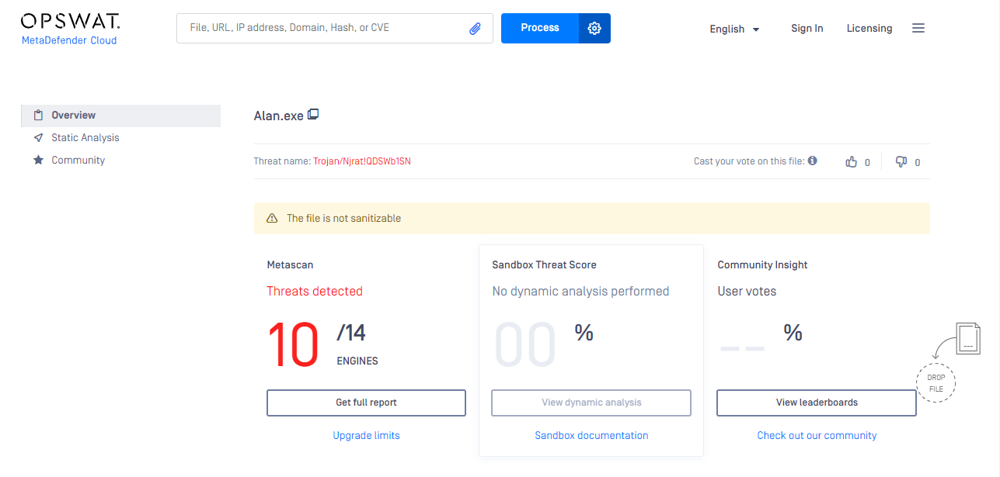 OPSWAT.
MetaDefender Cloud
File, URL, IP address, Domain, Hash, or CVE
Process
English
Sign In
Licensing
Overview
Static Analysis
Community
Alan.exe
Threat name: Trojan/Njrat!QDSWb1SN
Cast your vote on this file:
0
0
The file is not sanitizable
Metascan
Threats detected
10 /14
ENGINES
Get full report
Upgrade limits
Sandbox Threat Score
No dynamic analysis performed
00 %
View dynamic analysis
Sandbox documentation
Community Insight
User votes
__ %
View leaderboards
Check out our community
DROP
FILE